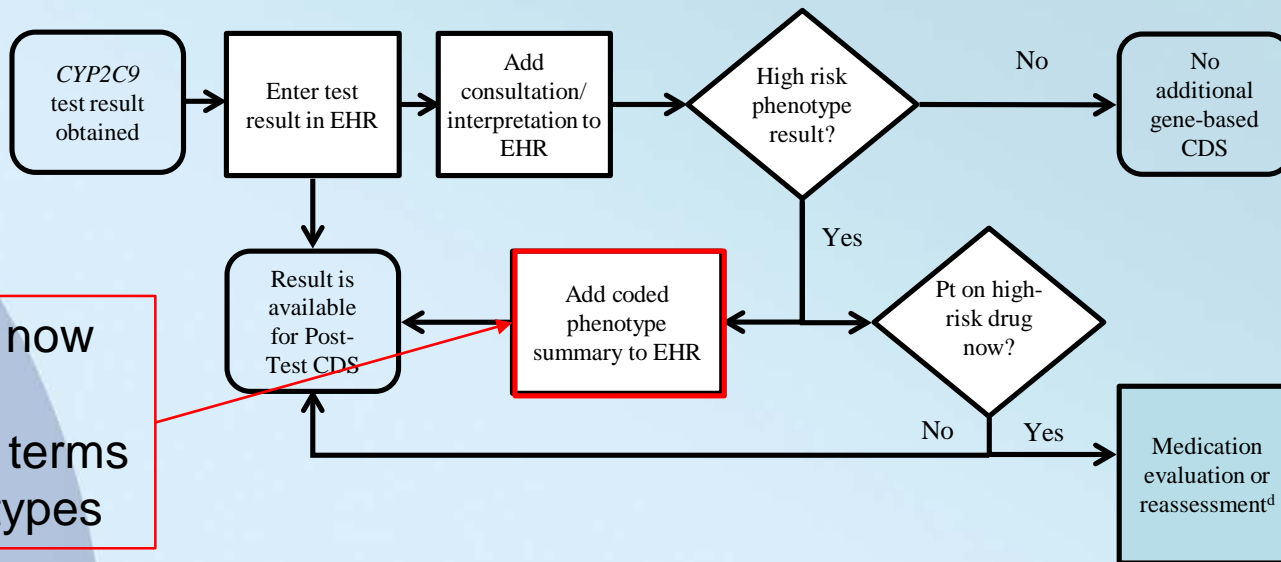 CYP2C9
test result
obtained
Enter test
result in EHR
Add
consultation/
interpretation to
EHR
High risk
phenotype
result?
No
No
additional
gene-based
CDS
Yes
Result is
available
for Post-
Test CDS
Add coded
phenotype
summary to EHR
Pt on high-
risk drug
now?
now
terms
types
No
Yes
Medication
evaluation or
reassessmentᵈ